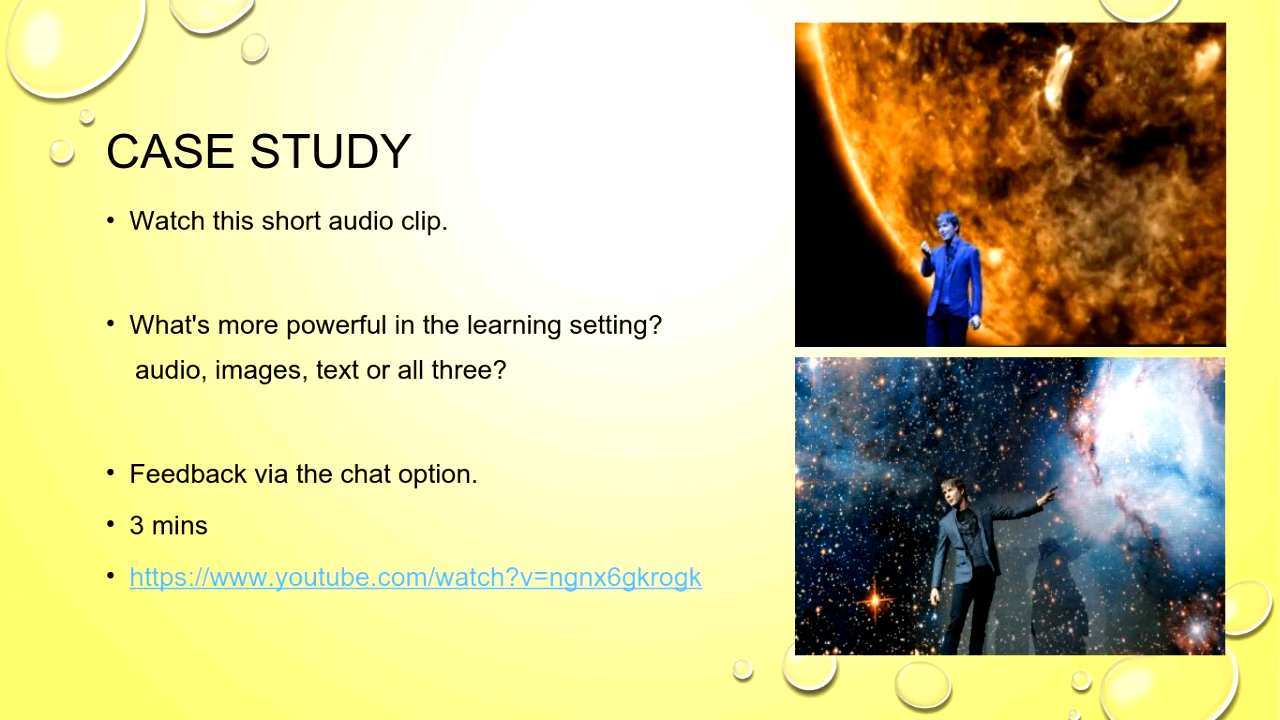 CASE STUDY
• Watch this short audio clip.
• What's more powerful in the learning setting?
audio, images, text or all three?
• Feedback via the chat option.
• 3 mins
• https://www.youtube.com/watch?v=ngnx6gkrogk